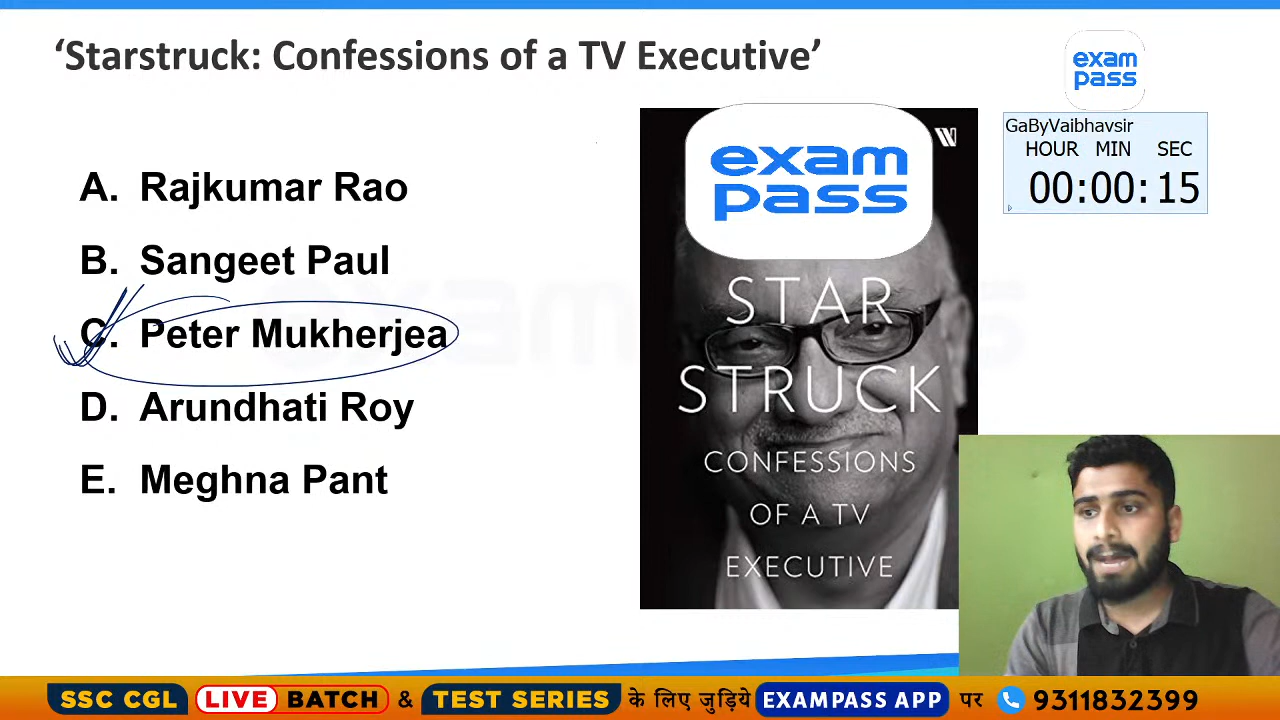 ‘Starstruck: Confessions of a TV Executive’
exam
pass
GaByVaibhavsir
HOUR MIN SEC
00:00:15
A. Rajkumar Rao
B. Sangeet Paul
C. Peter Mukherjea
D. Arundhati Roy
E. Meghna Pant
exam
pass
W
STAR
STRUCK
CONFESSIONS
OF A TV
EXECUTIVE
exam pass
SSC CGL LIVE BATCH & TEST SERIES के लिए जुड़िये EXAMPASS APP पर 9311832399